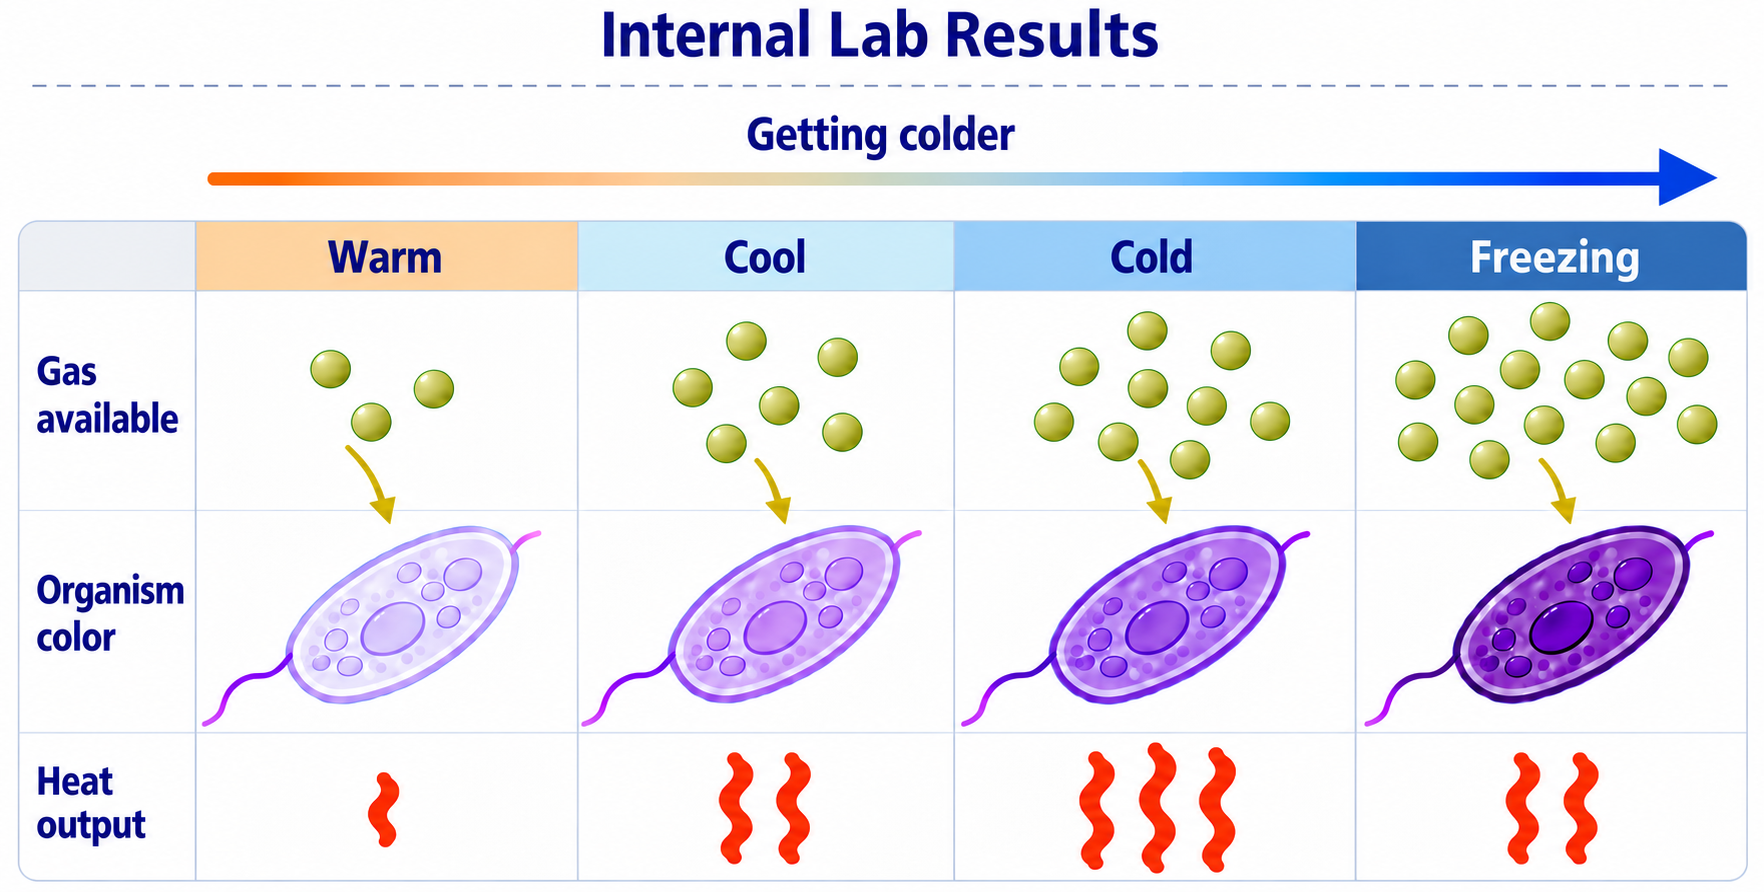 Internal Lab Results
Getting colder
Warm
Cool
Cold
Freezing
Gas
available
Organism
color
Heat
output